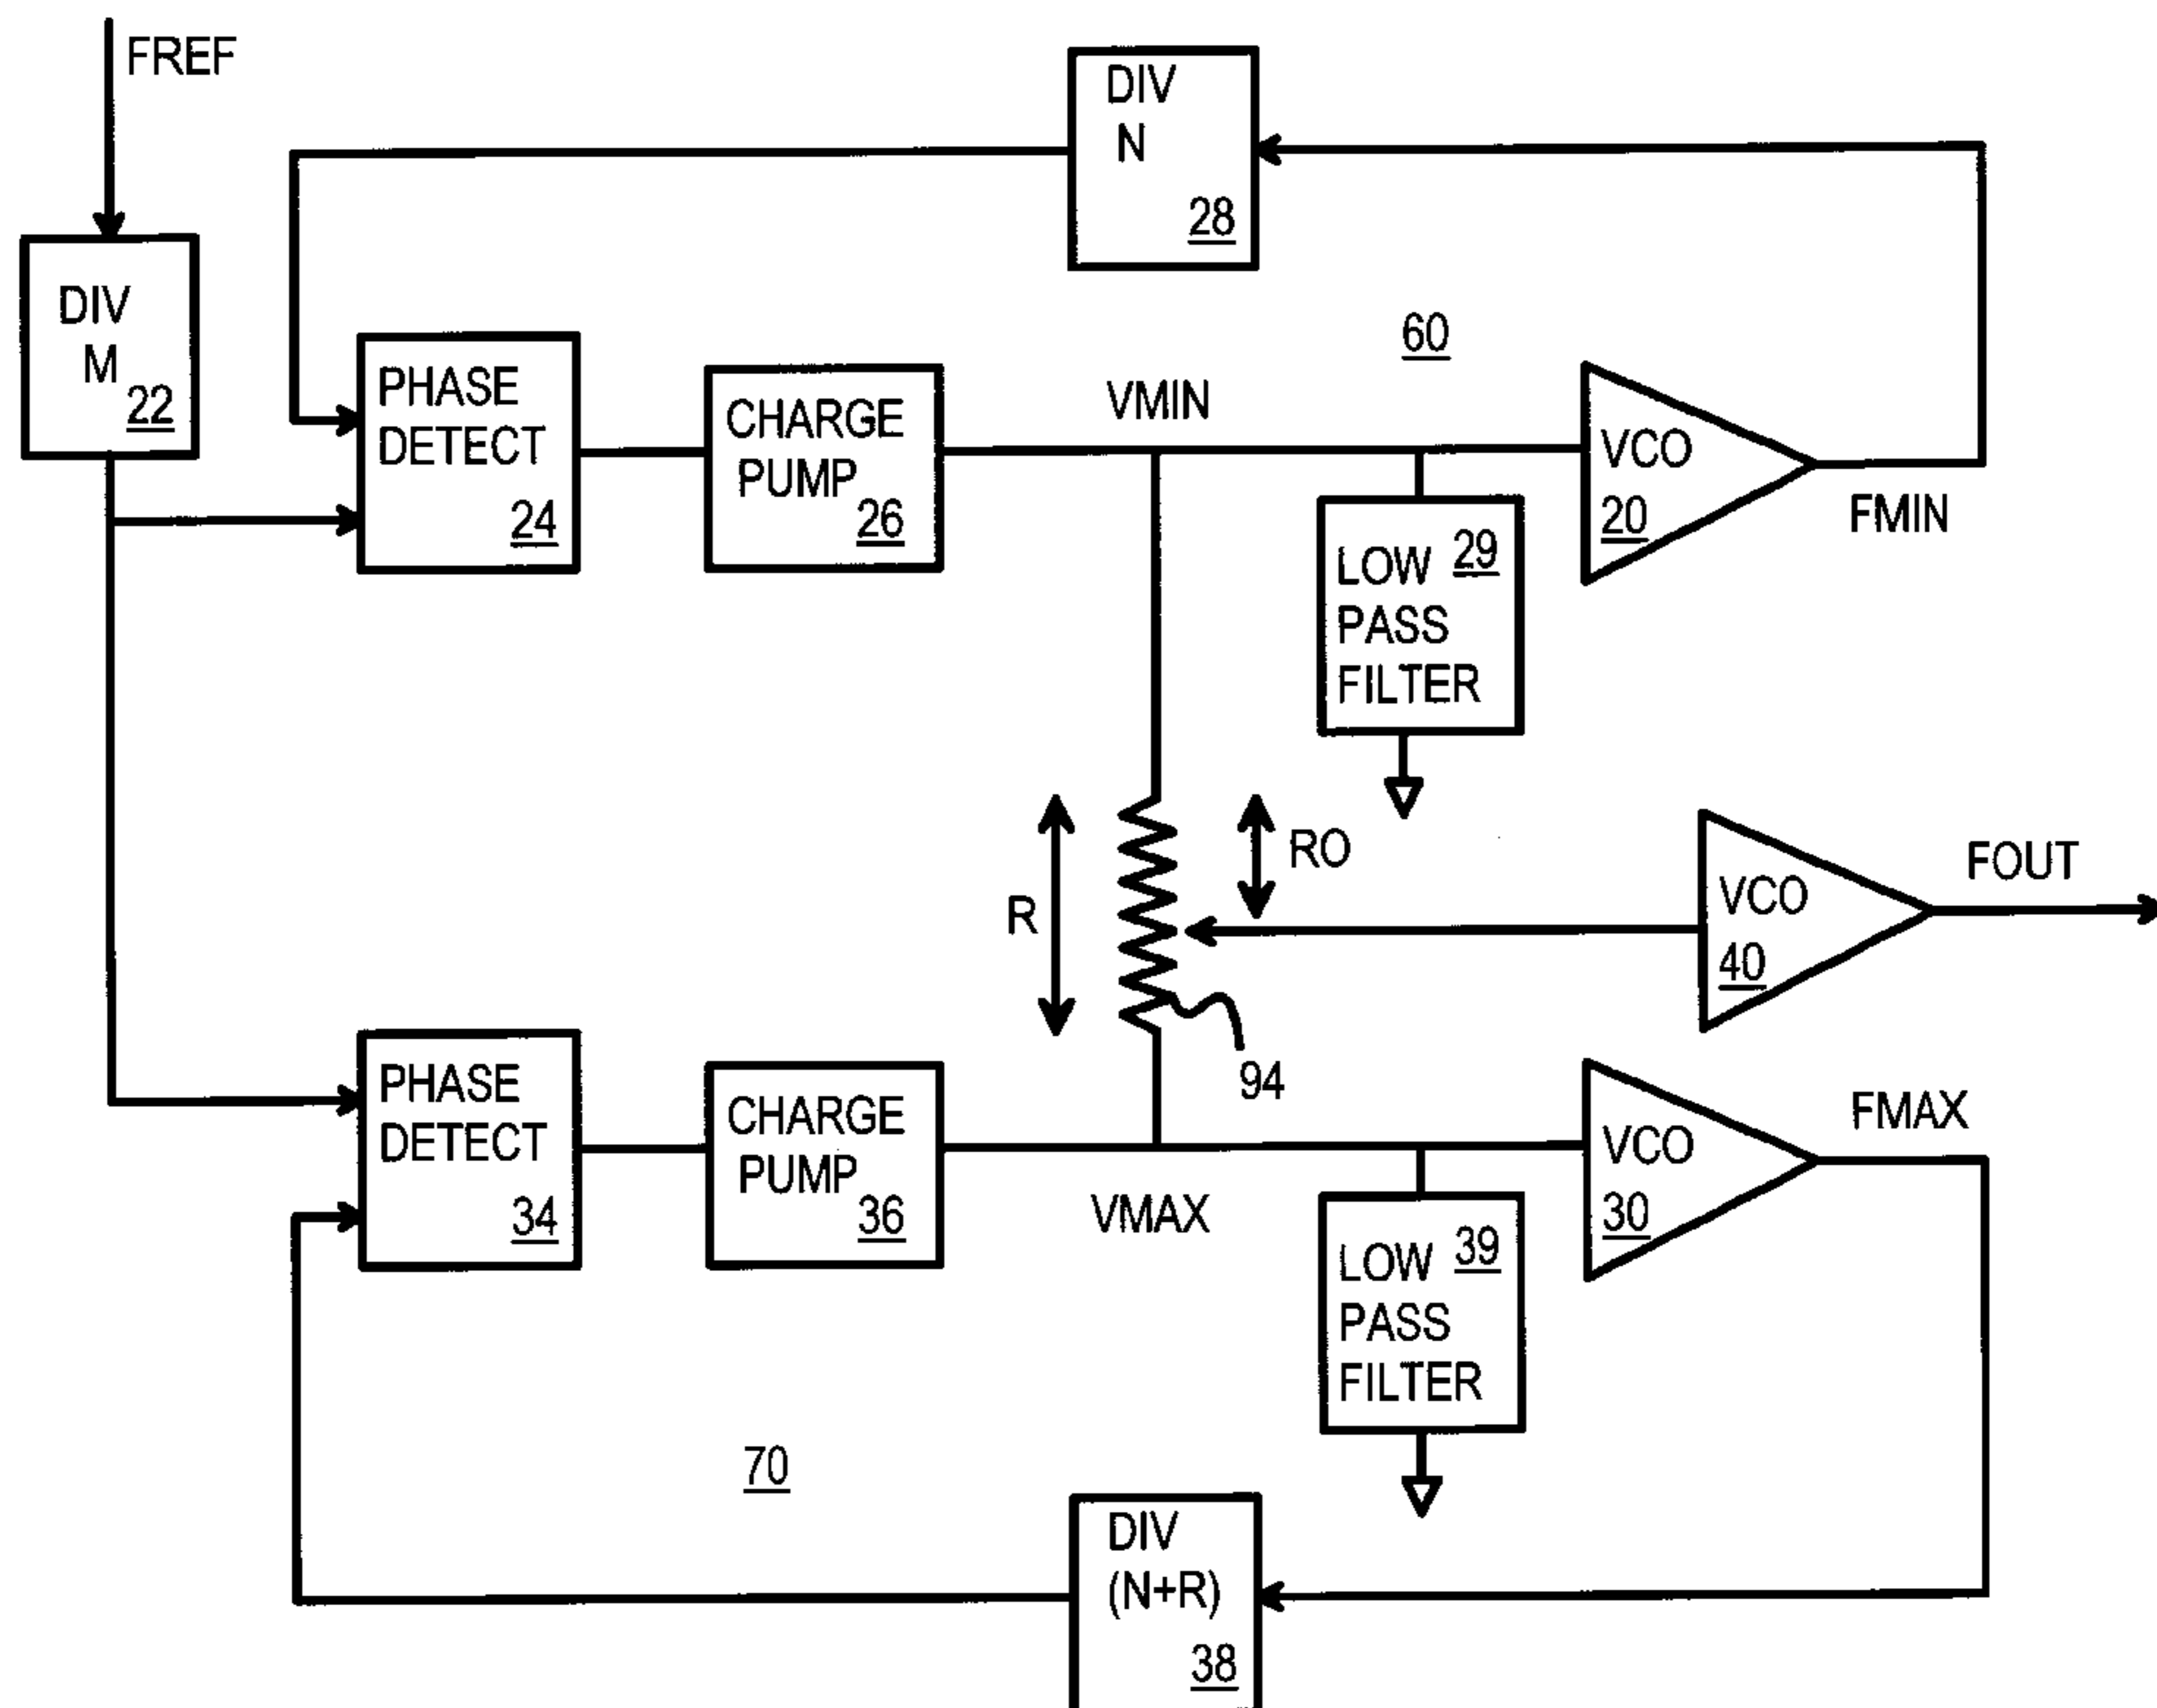 FREF
DIV
M
22
DIV
N
28
PHASE
DETECT
24
CHARGE
PUMP
26
VMIN
60
VCO
20
FMIN
LOW
29
PASS
FILTER
R
RO
94
VCO
40
FOUT
PHASE
DETECT
34
CHARGE
PUMP
36
VMAX
VCO
30
FMAX
LOW
39
PASS
FILTER
70
DIV
(N+R)
38